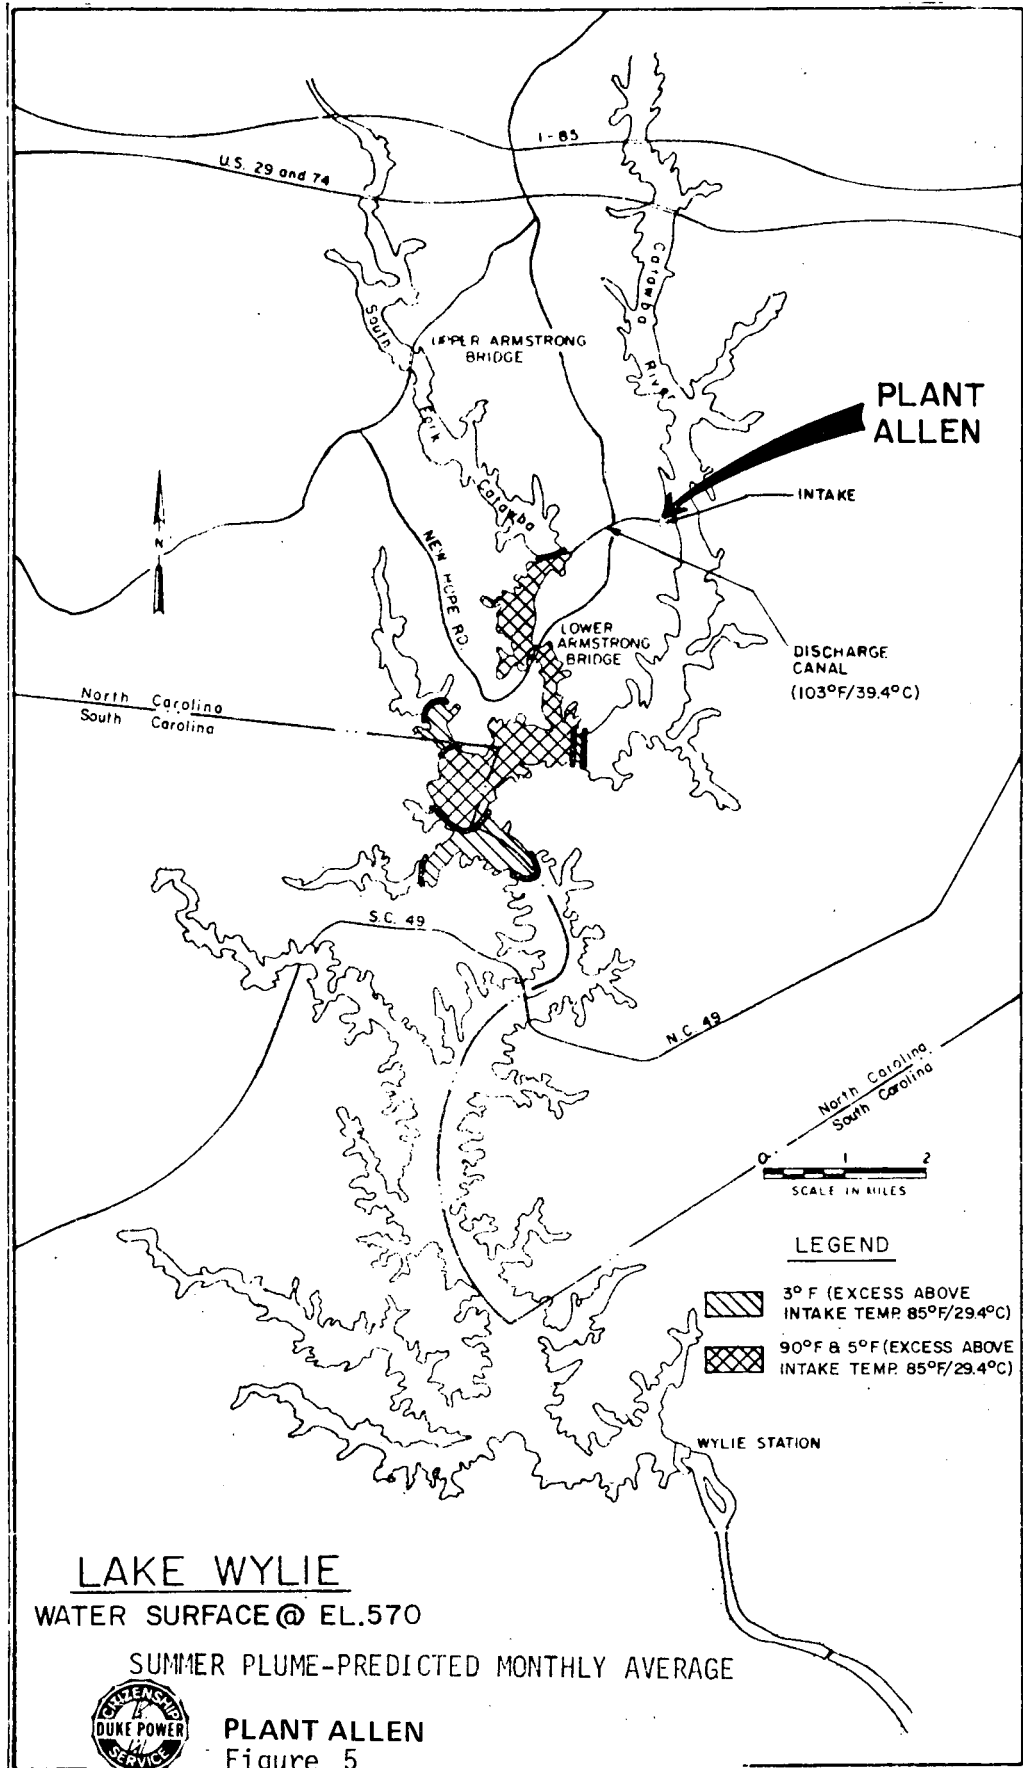 I-85
U.S. 29 and 74
Catawba
River
South
Fork
Catawba
UPPER ARMSTRONG
BRIDGE
PLANT
ALLEN
INTAKE
N
NEW HOPE RD.
LOWER
ARMSTRONG
BRIDGE
DISCHARGE
CANAL
(103°F/39.4°C)
North Carolina
South Carolina
S.C. 49
N.C. 49
North Carolina
South Carolina
0 1 2
SCALE IN MILES
LEGEND
3°F (EXCESS ABOVE
INTAKE TEMP. 85°F/29.4°C)
90°F & 5°F (EXCESS ABOVE
INTAKE TEMP. 85°F/29.4°C)
WYLIE STATION
LAKE WYLIE
WATER SURFACE @ EL.570
SUMMER PLUME-PREDICTED MONTHLY AVERAGE
CITIZENSHIP
DUKE POWER
SERVICE
PLANT ALLEN
Figure 5